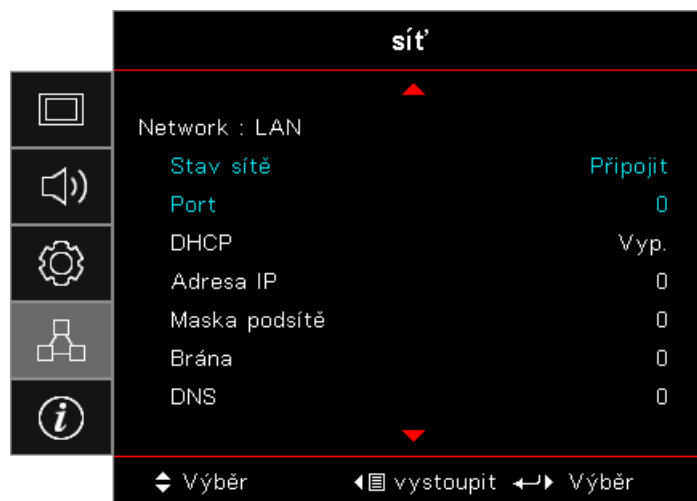 síť
Network : LAN
Stav sítě Připojit
Port 0
DHCP Vyp.
Adresa IP 0
Maska podsítě 0
Brána 0
DNS 0
Výběr vystoupit Výběr